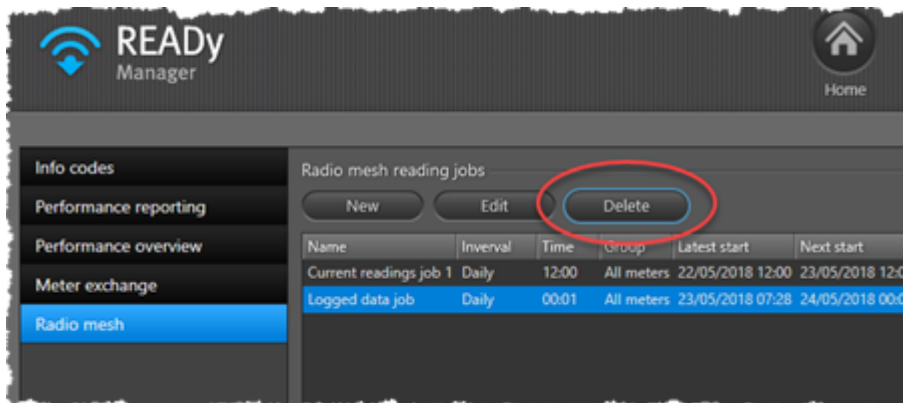 READy
Manager
Home
Info codes
Performance reporting
Performance overview
Meter exchange
Radio mesh
Radio mesh reading jobs
New Edit Delete
Name Inverval Time Group Latest start Next start
Current readings job 1 Daily 12:00 All meters 22/05/2018 12:00 23/05/2018 12:0
Logged data job Daily 00:01 All meters 23/05/2018 07:28 24/05/2018 00:0